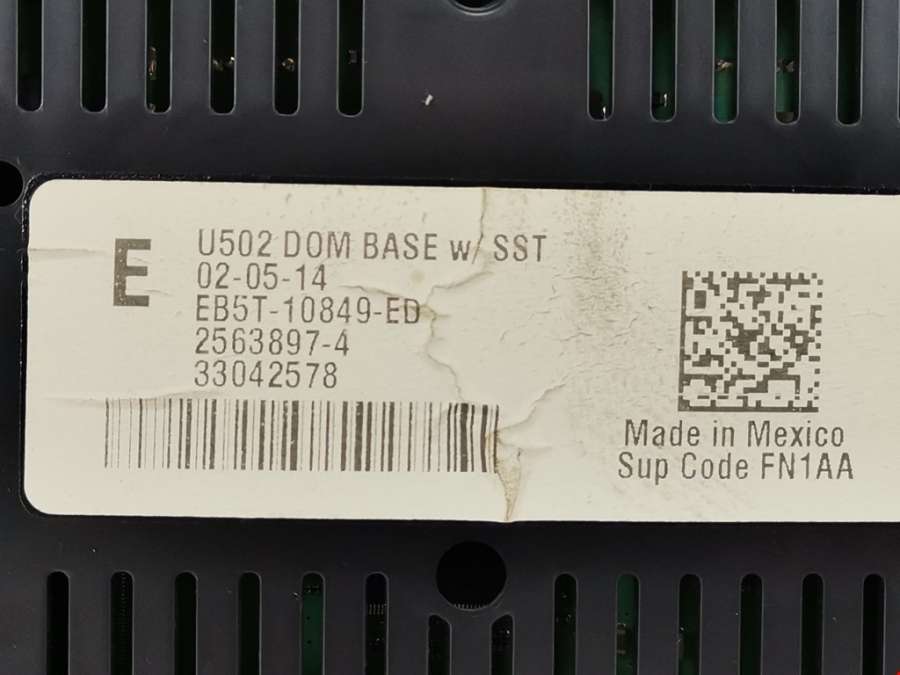 E
U502 DOM BASE w/ SST
02-05-14
EB5T-10849-ED
2563897-4
33042578
Made in Mexico
Sup Code FN1AA